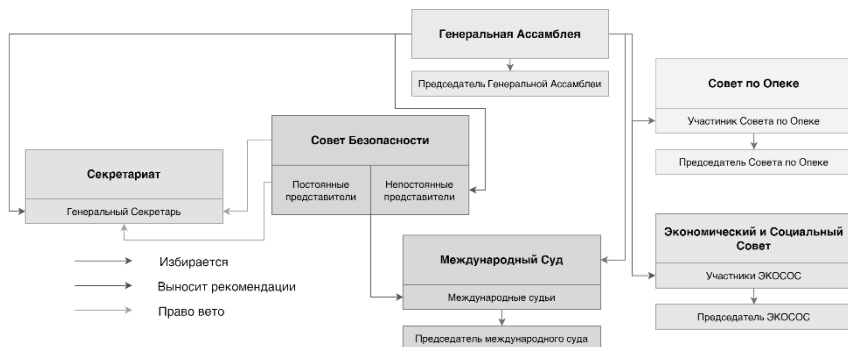 Генеральная Ассамблея
Председатель Генеральной Ассамблеи
Совет по Опеке
Участиник Совета по Опеке
Председатель Совета по Опеке
Совет Безопасности
Постоянные
представители
Непостоянные
представители
Секретариат
Генеральный Секретарь
Экономический и Социальный
Совет
Участники ЭКОСОС
Председатель ЭКОСОС
Международный Суд
Международные судьи
Председатель международного суда
Избирается
Выносит рекомендации
Право вето